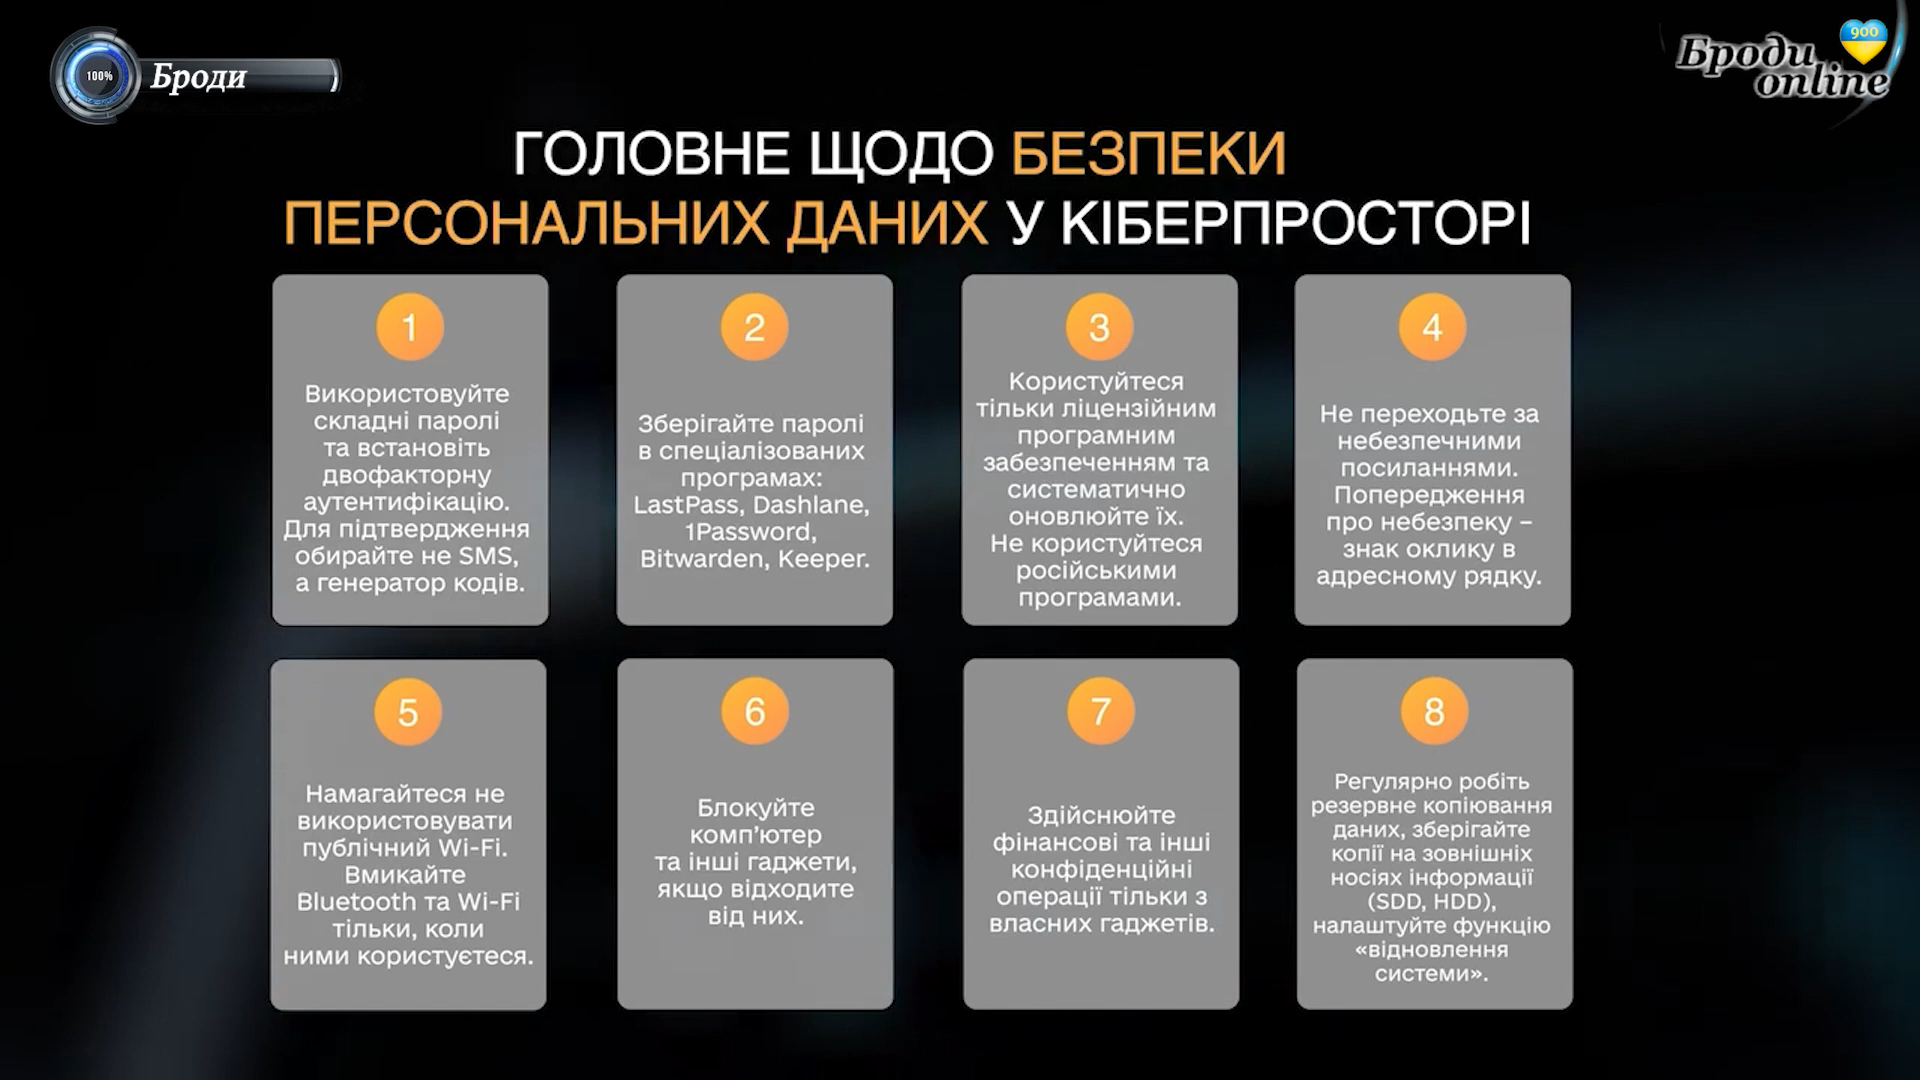 100%
Броди
Броди
900
online
ГОЛОВНЕ ЩОДО БЕЗПЕКИ
ПЕРСОНАЛЬНИХ ДАНИХ У КІБЕРПРОСТОРІ
1
Використовуйте
складні паролі
та встановіть
двофакторну
аутентифікацію.
Для підтвердження
обирайте не SMS,
а генератор кодів.
2
Зберігайте паролі
в спеціалізованих
програмах:
LastPass, Dashlane,
1Password,
Bitwarden, Keeper.
3
Користуйтеся
тільки ліцензійним
програмним
забезпеченням та
систематично
оновлюйте їх.
Не користуйтеся
російськими
програмами.
4
Не переходьте за
небезпечними
посиланнями.
Попередження
про небезпеку –
знак оклику в
адресному рядку.
5
Намагайтеся не
використовувати
публічний Wi-Fi.
Вмикайте
Bluetooth та Wi-Fi
тільки, коли
ними користуєтеся.
6
Блокуйте
комп’ютер
та інші гаджети,
якщо відходите
від них.
7
Здійснюйте
фінансові та інші
конфіденційні
операції тільки з
власних гаджетів.
8
Регулярно робіть
резервне копіювання
даних, зберігайте
копії на зовнішніх
носіях інформації
(SDD, HDD),
налаштуйте функцію
«відновлення
системи».